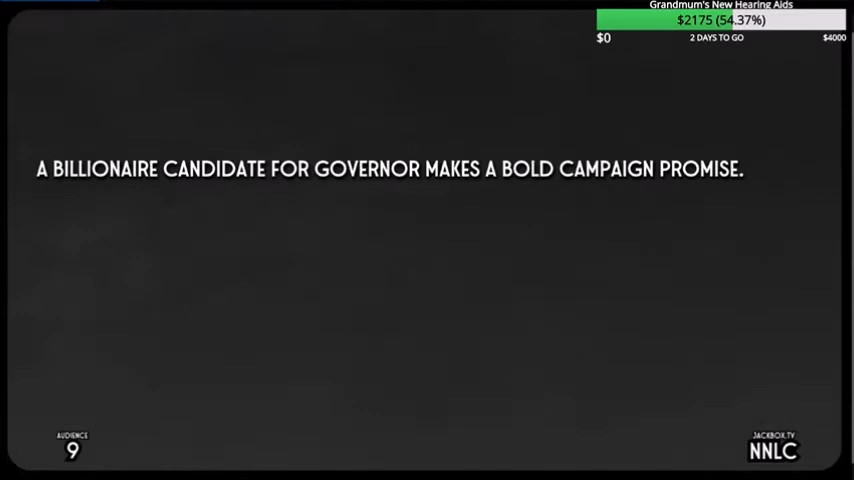 Grandmum's New Hearing Aids
$2175 (54.37%)
$0 2 DAYS TO GO $4000
A BILLIONAIRE CANDIDATE FOR GOVERNOR MAKES A BOLD CAMPAIGN PROMISE.
AUDIENCE
9
JACKBOX.TV
NNLC